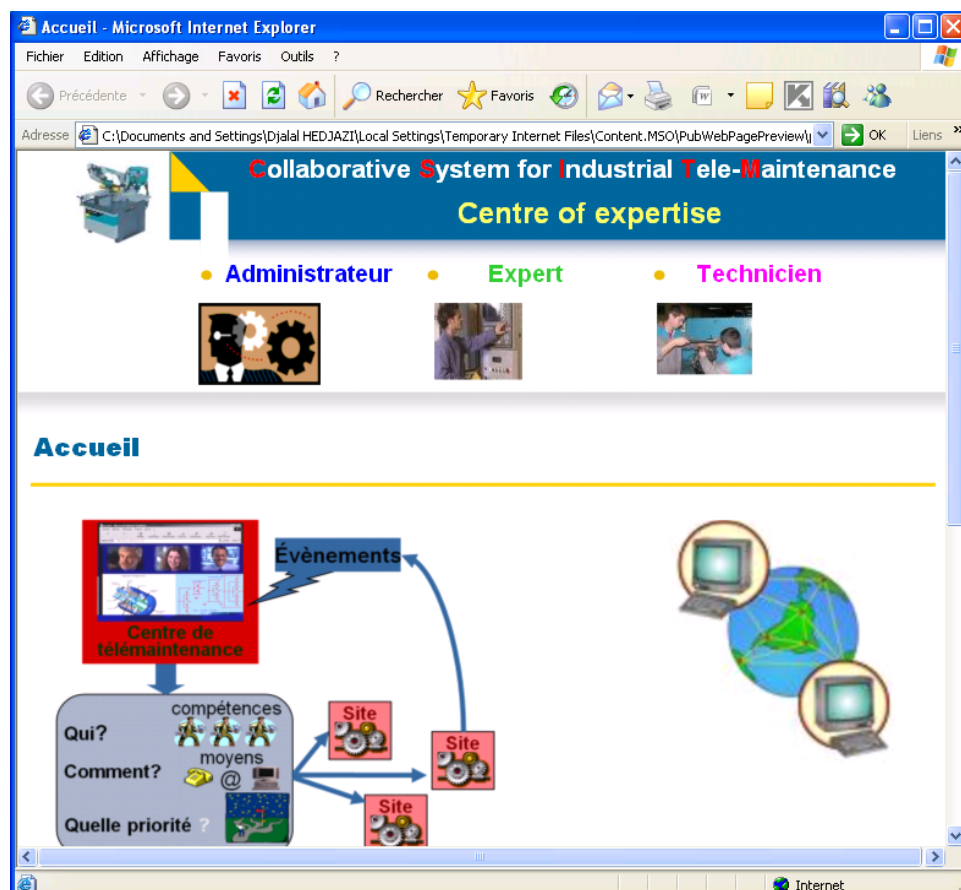 Accueil - Microsoft Internet Explorer
Fichier Edition Affichage Favoris Outils ?
Précédente Rechercher Favoris
Adresse C:\Documents and Settings\Djalal HEDJAZI\Local Settings\Temporary Internet Files\Content.MSO\PubWebPagePreview\ OK Liens »
Collaborative System for Industrial Tele-Maintenance
Centre of expertise
Administrateur Expert Technicien
Accueil
Évènements
Centre de
télémaintenance
compétences
Qui?
Site
moyens
Comment?
@
Site
Site
Quelle priorité ?
Internet